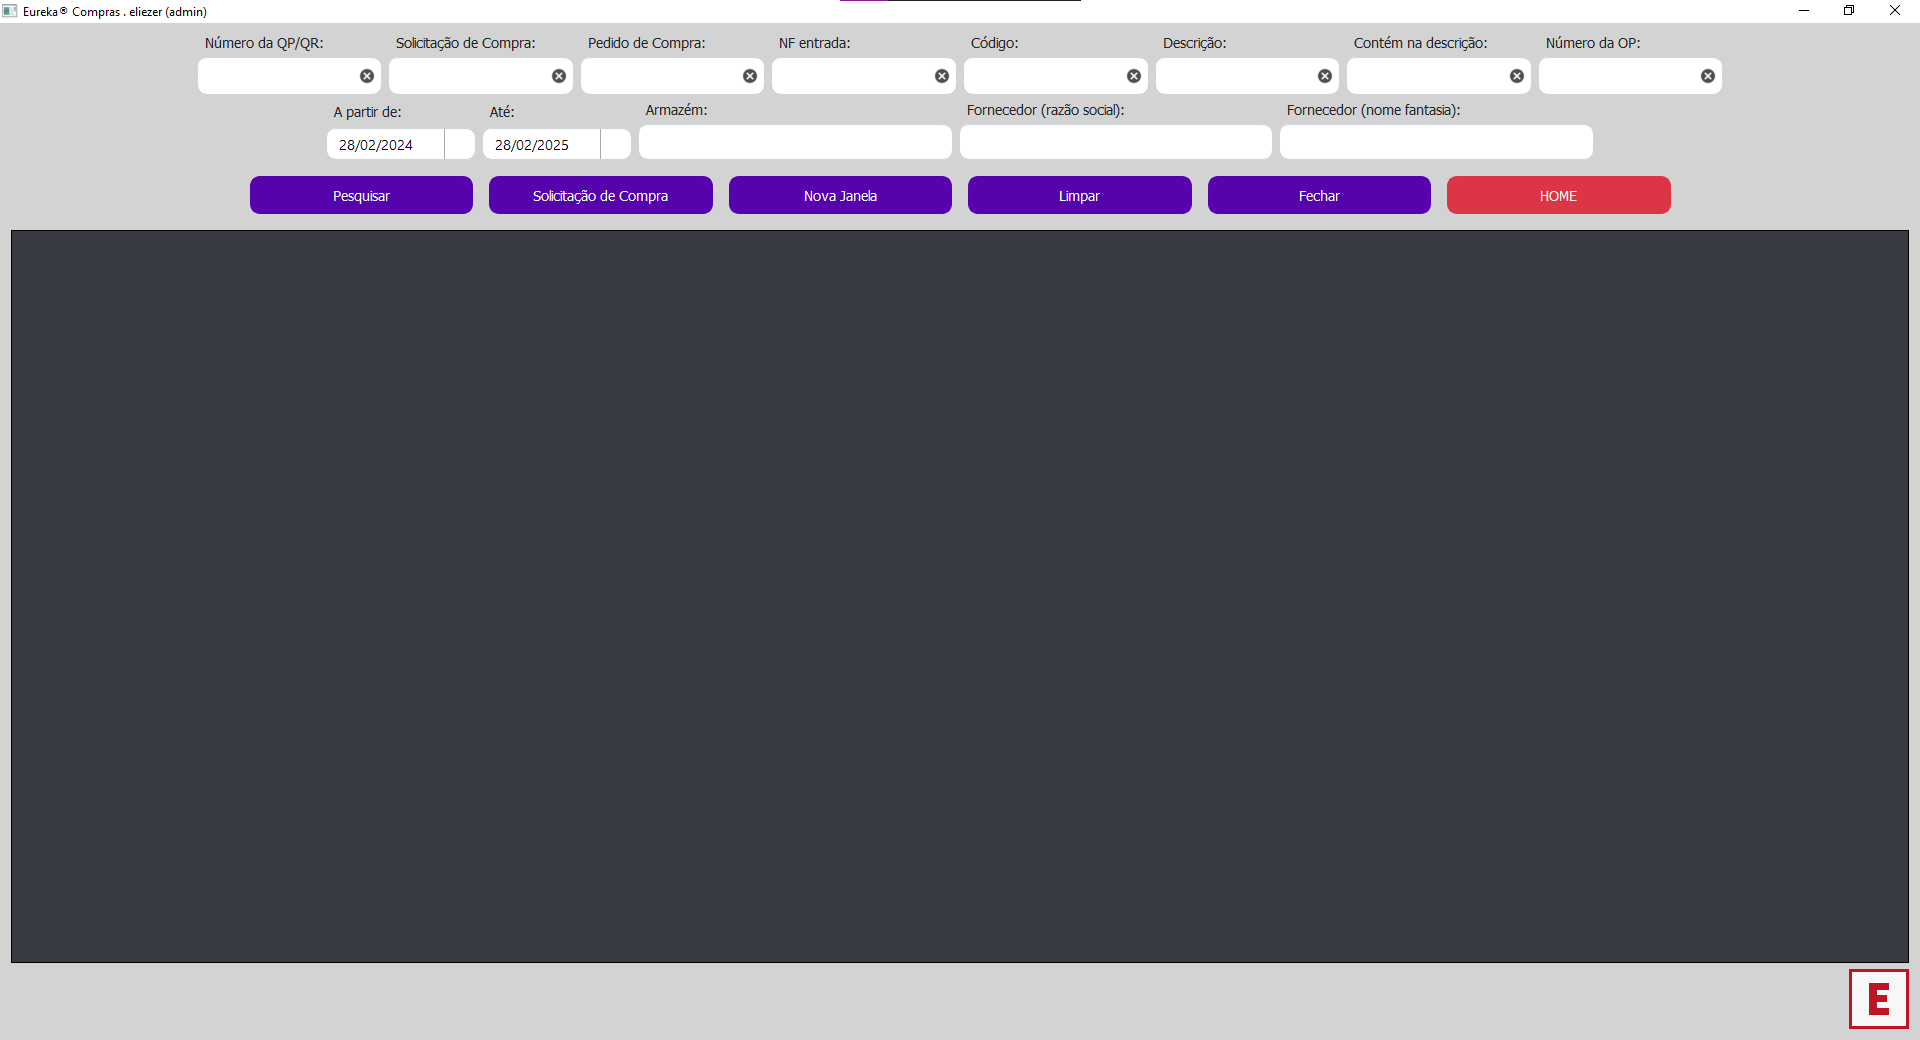 Eureka® Compras . eliezer (admin)
Número da QP/QR: Solicitação de Compra: Pedido de Compra: NF entrada: Código: Descrição: Contém na descrição: Número da OP:
A partir de: Até: Armazém: Fornecedor (razão social): Fornecedor (nome fantasia):
28/02/2024 28/02/2025
Pesquisar Solicitação de Compra Nova Janela Limpar Fechar HOME
E